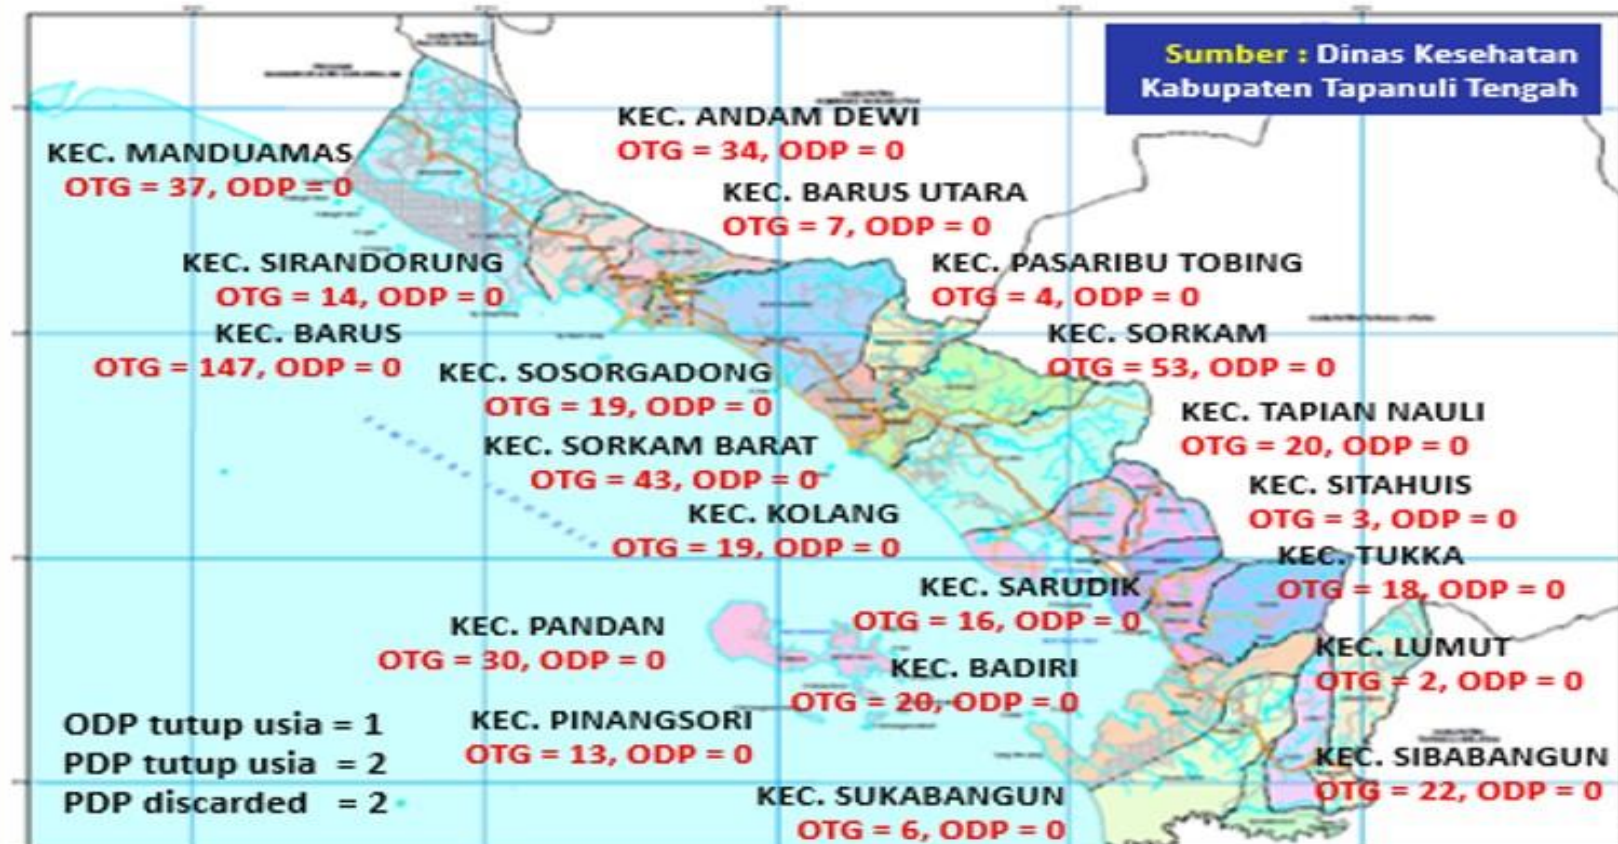 Sumber : Dinas Kesehatan
Kabupaten Tapanuli Tengah
KEC. ANDAM DEWI
OTG = 34, ODP = 0
KEC. MANDUAMAS
OTG = 37, ODP = 0
KEC. BARUS UTARA
OTG = 7, ODP = 0
KEC. SIRANDORUNG
OTG = 14, ODP = 0
KEC. PASARIBU TOBING
OTG = 4, ODP = 0
KEC. BARUS
OTG = 147, ODP = 0
KEC. SORKAM
OTG = 53, ODP = 0
KEC. SOSORGADONG
OTG = 19, ODP = 0
KEC. TAPIAN NAULI
OTG = 20, ODP = 0
KEC. SORKAM BARAT
OTG = 43, ODP = 0
KEC. SITAHUIS
OTG = 3, ODP = 0
KEC. KOLANG
OTG = 19, ODP = 0
KEC. TUKKA
OTG = 18, ODP = 0
KEC. SARUDIK
OTG = 16, ODP = 0
KEC. PANDAN
OTG = 30, ODP = 0
KEC. LUMUT
OTG = 2, ODP = 0
KEC. BADIRI
OTG = 20, ODP = 0
KEC. PINANGSORI
OTG = 13, ODP = 0
ODP tutup usia = 1
PDP tutup usia = 2
PDP discarded = 2
KEC. SIBABANGUN
OTG = 22, ODP = 0
KEC. SUKABANGUN
OTG = 6, ODP = 0